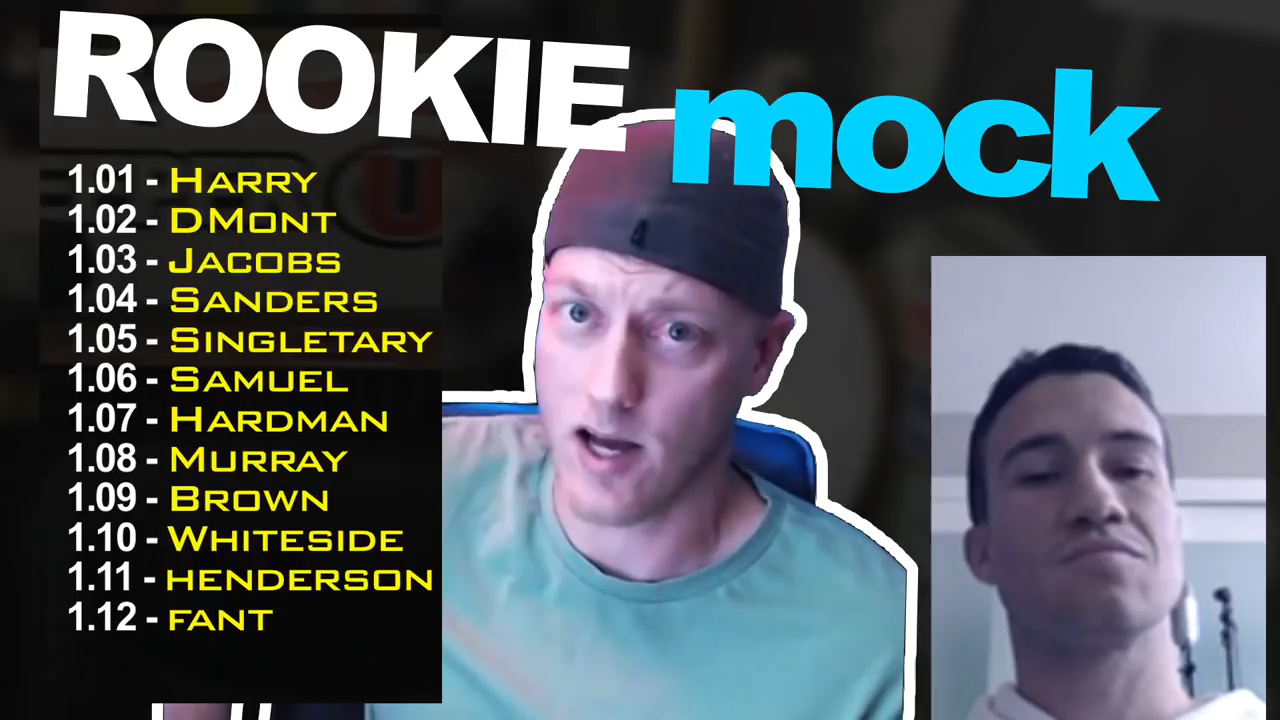 ROOKIE mock
1.01 - HARRY
1.02 - DMONT
1.03 - JACOBS
1.04 - SANDERS
1.05 - SINGLETARY
1.06 - SAMUEL
1.07 - HARDMAN
1.08 - MURRAY
1.09 - BROWN
1.10 - WHITESIDE
1.11 - HENDERSON
1.12 - FANT